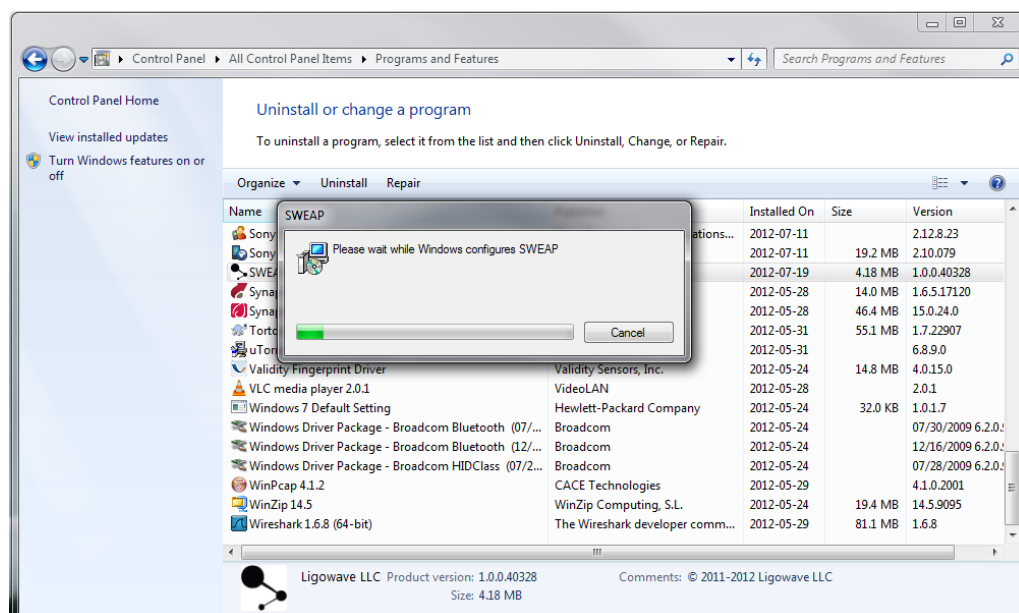 Control Panel All Control Panel Items Programs and Features Search Programs and Features
Control Panel Home
View installed updates
Turn Windows features on or
off
Uninstall or change a program
To uninstall a program, select it from the list and then click Uninstall, Change, or Repair.
Organize Uninstall Repair
Name Installed On Size Version
SWEAP
Please wait while Windows configures SWEAP
Cancel
Sony ations... 2012-07-11 2.12.8.23
Sony 2012-07-11 19.2 MB 2.10.079
SWEA 2012-07-19 4.18 MB 1.0.0.40328
Synap 2012-05-28 14.0 MB 1.6.5.17120
Synap 2012-05-28 46.4 MB 15.0.24.0
Torto 2012-05-31 55.1 MB 1.7.22907
uTorr 2012-05-31 6.8.9.0
Validity Fingerprint Driver Validity Sensors, Inc. 2012-05-24 14.8 MB 4.0.15.0
VLC media player 2.0.1 VideoLAN 2012-05-28 2.0.1
Windows 7 Default Setting Hewlett-Packard Company 2012-05-24 32.0 KB 1.0.1.7
Windows Driver Package - Broadcom Bluetooth (07/... Broadcom 2012-05-24 07/30/2009 6.2.0.9
Windows Driver Package - Broadcom Bluetooth (12/... Broadcom 2012-05-24 12/16/2009 6.2.0.9
Windows Driver Package - Broadcom HIDClass (07/2... Broadcom 2012-05-24 07/28/2009 6.2.0.9
WinPcap 4.1.2 CACE Technologies 2012-05-29 4.1.0.2001
WinZip 14.5 WinZip Computing, S.L. 2012-05-24 19.4 MB 14.5.9095
Wireshark 1.6.8 (64-bit) The Wireshark developer comm... 2012-05-29 81.1 MB 1.6.8
Ligowave LLC Product version: 1.0.0.40328 Comments: © 2011-2012 Ligowave LLC
Size: 4.18 MB